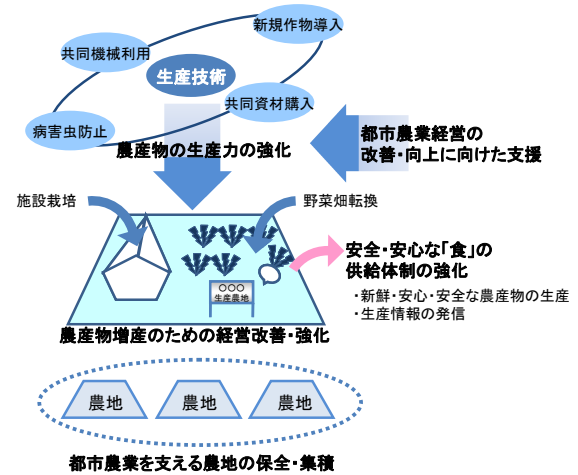 新規作物導入
共同機械利用
生産技術
共同資材購入
病害虫防止
農産物の生産力の強化
都市農業経営の
改善・向上に向けた支援
施設栽培
野菜畑転換
安全・安心な「食」の
供給体制の強化
・新鮮・安心・安全な農産物の生産
・生産情報の発信
○○○
生産農地
農産物増産のための経営改善・強化
農地
農地
農地
都市農業を支える農地の保全・集積